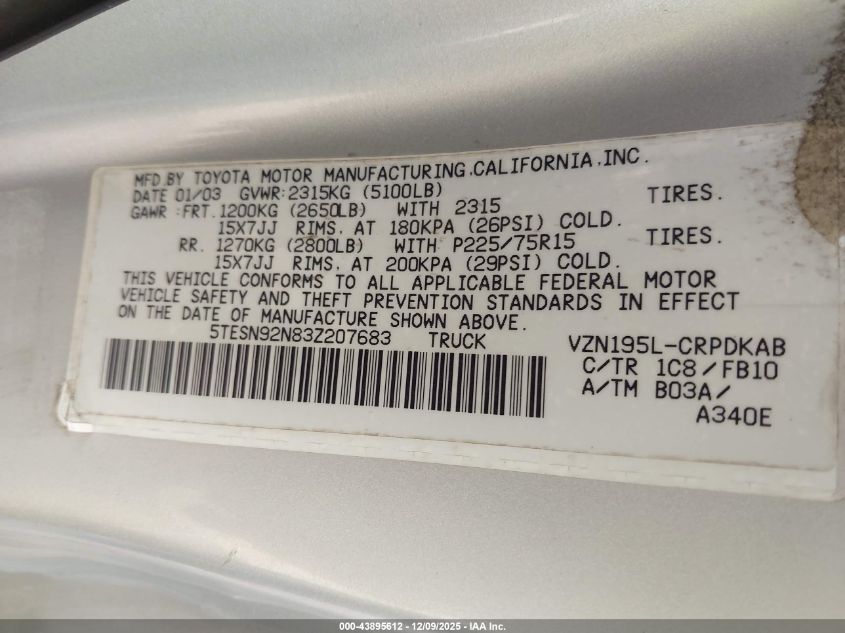 MFD.BY TOYOTA MOTOR MANUFACTURING,CALIFORNIA,INC.
DATE 01/03 GVWR:2315KG (5100LB)
GAWR :FRT.1200KG (2650LB) WITH 2315 TIRES.
15X7JJ RIMS, AT 180KPA (26PSI) COLD.
RR. 1270KG (2800LB) WITH P225/75R15 TIRES.
15X7JJ RIMS, AT 200KPA (29PSI) COLD.
THIS VEHICLE CONFORMS TO ALL APPLICABLE FEDERAL MOTOR
VEHICLE SAFETY AND THEFT PREVENTION STANDARDS IN EFFECT
ON THE DATE OF MANUFACTURE SHOWN ABOVE.
5TESN92N83Z207683 TRUCK VZN195L-CRPDKAB
C/TR 1C8/FB10
A/TM B03A/
A340E
000-43895612 - 12/09/2025 - IAA Inc.